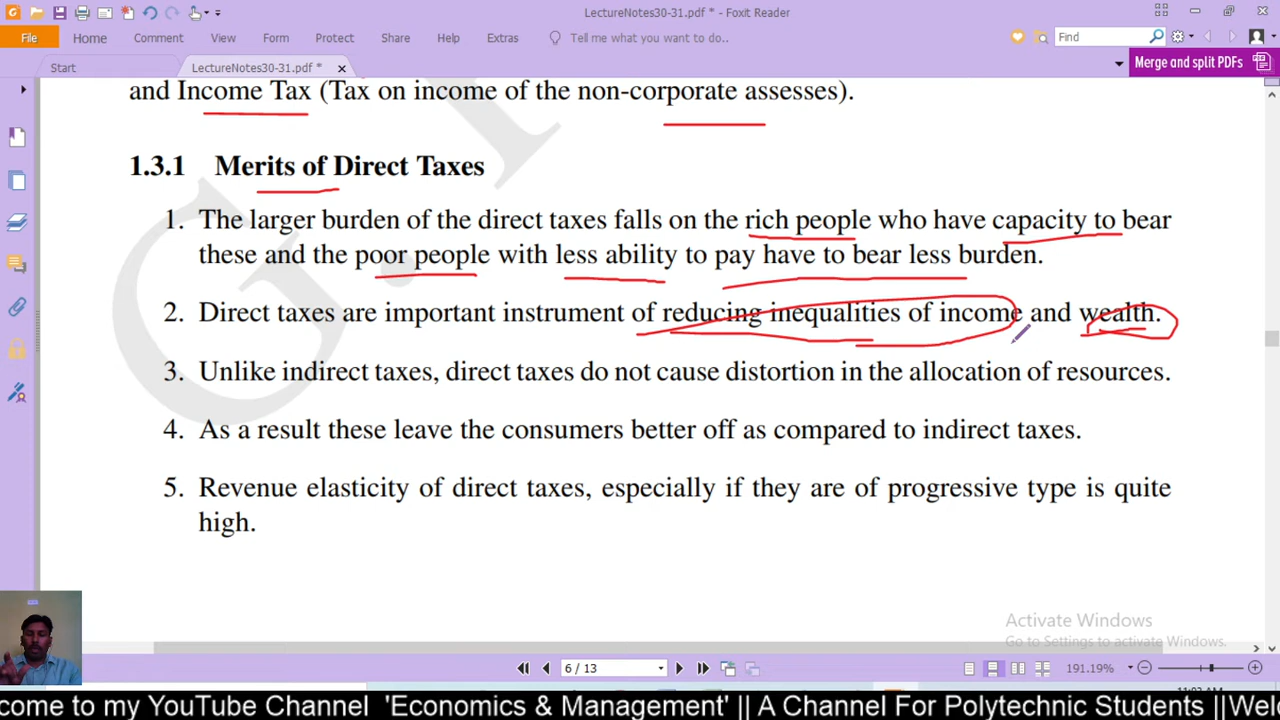 LectureNotes30-31.pdf * - Foxit Reader
File Home Comment View Form Protect Share Help Extras Tell me what you want to do.. Find
Start LectureNotes30-31.pdf * Merge and split PDFs
and Income Tax (Tax on income of the non-corporate assesses).
1.3.1 Merits of Direct Taxes
1. The larger burden of the direct taxes falls on the rich people who have capacity to bear
these and the poor people with less ability to pay have to bear less burden.
2. Direct taxes are important instrument of reducing inequalities of income and wealth.
3. Unlike indirect taxes, direct taxes do not cause distortion in the allocation of resources.
4. As a result these leave the consumers better off as compared to indirect taxes.
5. Revenue elasticity of direct taxes, especially if they are of progressive type is quite
high.
G.
Activate Windows
Go to Settings to activate Windows.
6 / 13 191.19%
come to my YouTube Channel 'Economics & Management' || A Channel For Polytechnic Students ||Wel